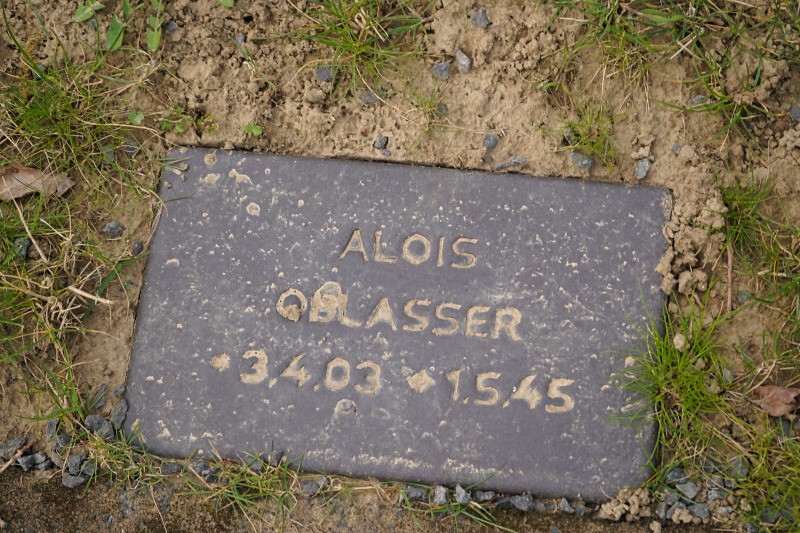 ALOIS
OBLASSER
* 3.4.03 ✦ 1.5.45